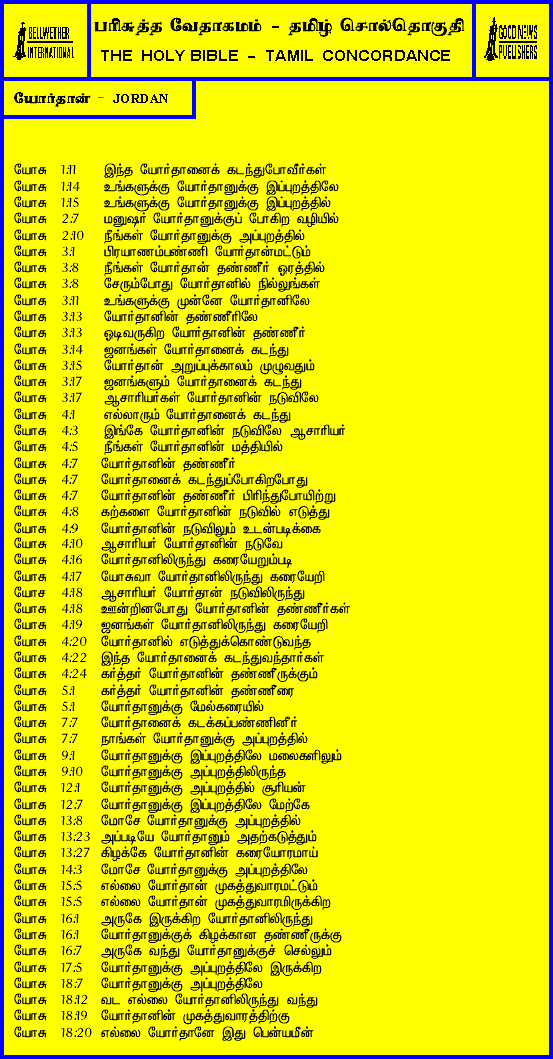 BELLWETHER
INTERNATIONAL
பரிசுத்த வேதாகமம் - தமிழ் சொல்தொகுதி
THE HOLY BIBLE - TAMIL CONCORDANCE
GOOD NEWS
PUBLISHERS
யோர்தான் - JORDAN
யோசு 1:11 இந்த யோர்தானைக் கடந்துபோவீர்கள்
யோசு 1:14 உங்களுக்கு யோர்தானுக்கு இப்புறத்திலே
யோசு 1:15 உங்களுக்கு யோர்தானுக்கு இப்புறத்தில்
யோசு 2:7 மனுஷர் யோர்தானுக்குப் போகிற வழியில்
யோசு 2:10 நீங்கள் யோர்தானுக்கு அப்புறத்தில்
யோசு 3:1 பிரயாணம்பண்ணி யோர்தான்மட்டும்
யோசு 3:8 நீங்கள் யோர்தான் தண்ணீர் ஓரத்தில்
யோசு 3:8 சேரும்போது யோர்தானில் நில்லுங்கள்
யோசு 3:11 உங்களுக்கு முன்னே யோர்தானிலே
யோசு 3:13 யோர்தானின் தண்ணீரிலே
யோசு 3:13 ஓடிவருகிற யோர்தானின் தண்ணீர்
யோசு 3:14 ஜனங்கள் யோர்தானைக் கடந்து
யோசு 3:15 யோர்தான் அறுப்புக்காலம் முழுவதும்
யோசு 3:17 ஜனங்களும் யோர்தானைக் கடந்து
யோசு 3:17 ஆசாரியர்கள் யோர்தானின் நடுவிலே
யோசு 4:1 எல்லாரும் யோர்தானைக் கடந்து
யோசு 4:3 இங்கே யோர்தானின் நடுவிலே ஆசாரியர்
யோசு 4:5 நீங்கள் யோர்தானின் மத்தியில்
யோசு 4:7 யோர்தானின் தண்ணீர்
யோசு 4:7 யோர்தானைக் கடந்துப்போகிறபோது
யோசு 4:7 யோர்தானின் தண்ணீர் பிரிந்துபோயிற்று
யோசு 4:8 கற்களை யோர்தானின் நடுவில் எடுத்து
யோசு 4:9 யோர்தானின் நடுவிலும் உடன்படிக்கை
யோசு 4:10 ஆசாரியர் யோர்தானின் நடுவே
யோசு 4:16 யோர்தானிலிருந்து கரையேறும்படி
யோசு 4:17 யோசுவா யோர்தானிலிருந்து கரையேறி
யோச 4:18 ஆசாரியர் யோர்தான் நடுவிலிருந்து
யோசு 4:18 ஊன்றினபோது யோர்தானின் தண்ணீர்கள்
யோசு 4:19 ஜனங்கள் யோர்தானிலிருந்து கரையேறி
யோசு 4:20 யோர்தானில் எடுத்துக்கொண்டுவந்த
யோசு 4:22 இந்த யோர்தானைக் கடந்துவந்தார்கள்
யோசு 4:24 கர்த்தர் யோர்தானின் தண்ணீருக்கும்
யோசு 5:1 கர்த்தர் யோர்தானின் தண்ணீரை
யோசு 5:1 யோர்தானுக்கு மேல்கரையில்
யோசு 7:7 யோர்தானைக் கடக்கப்பண்ணினீர்
யோசு 7:7 நாங்கள் யோர்தானுக்கு அப்புறத்தில்
யோசு 9:1 யோர்தானுக்கு இப்புறத்திலே மலைகளிலும்
யோசு 9:10 யோர்தானுக்கு அப்புறத்திலிருந்த
யோசு 12:1 யோர்தானுக்கு அப்புறத்தில் சூரியன்
யோசு 12:7 யோர்தானுக்கு இப்புறத்திலே மேற்கே
யோசு 13:8 மோசே யோர்தானுக்கு அப்புறத்தில்
யோசு 13:23 அப்படியே யோர்தானும் அதற்கடுத்தும்
யோசு 13:27 கிழக்கே யோர்தானின் கரையோரமாய்
யோசு 14:3 மோசே யோர்தானுக்கு அப்புறத்திலே
யோசு 15:5 எல்லை யோர்தான் முகத்துவாரமட்டும்
யோசு 15:5 எல்லை யோர்தான் முகத்துவாரமிருக்கிற
யோசு 16:1 அருகே இருக்கிற யோர்தானிலிருந்து
யோசு 16:1 யோர்தானுக்குக் கிழக்கான தண்ணீருக்கு
யோசு 16:7 அருகே வந்து யோர்தானுக்குச் செல்லும்
யோசு 17:5 யோர்தானுக்கு அப்புறத்திலே இருக்கிற
யோசு 18:7 யோர்தானுக்கு அப்புறத்திலே
யோசு 18:12 வட எல்லை யோர்தானிலிருந்து வந்து
யோசு 18:19 யோர்தானின் முகத்துவாரத்திற்கு
யோசு 18:20 எல்லை யோர்தானே இது பென்யமீன்